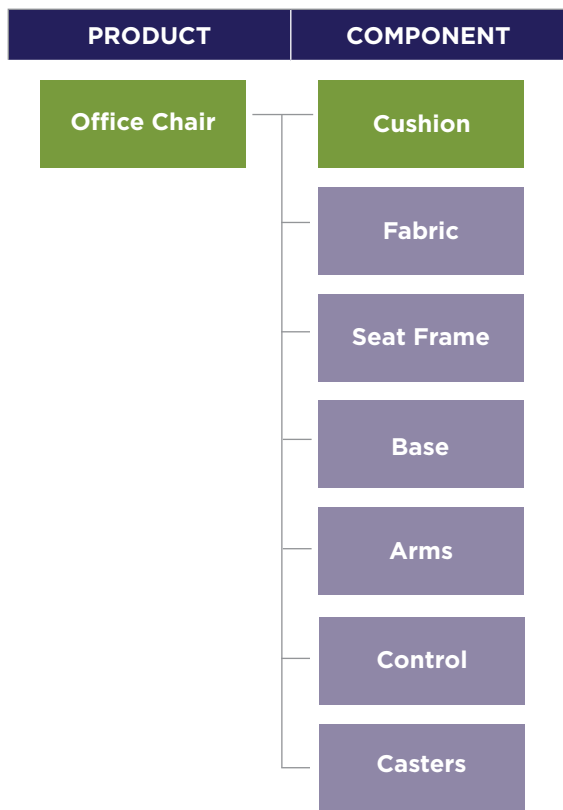 PRODUCT
COMPONENT
Office Chair
Cushion
Fabric
Seat Frame
Base
Arms
Control
Casters